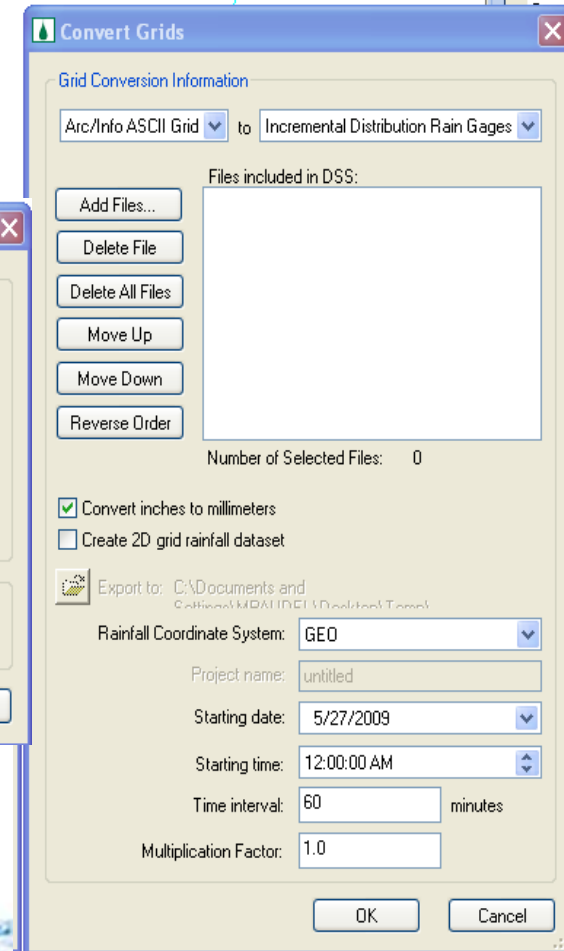 Convert Grids
Grid Conversion Information
Arc/Info ASCII Grid to Incremental Distribution Rain Gages
Files included in DSS:
Add Files...
Delete File
Delete All Files
Move Up
Move Down
Reverse Order
Number of Selected Files: 0
Convert inches to millimeters
Create 2D grid rainfall dataset
Export to: C:\Documents and
Settings\MPAUDEL\Desktop\Temp\
Rainfall Coordinate System: GEO
Project name: untitled
Starting date: 5/27/2009
Starting time: 12:00:00 AM
Time interval: 60 minutes
Multiplication Factor: 1.0
OK Cancel